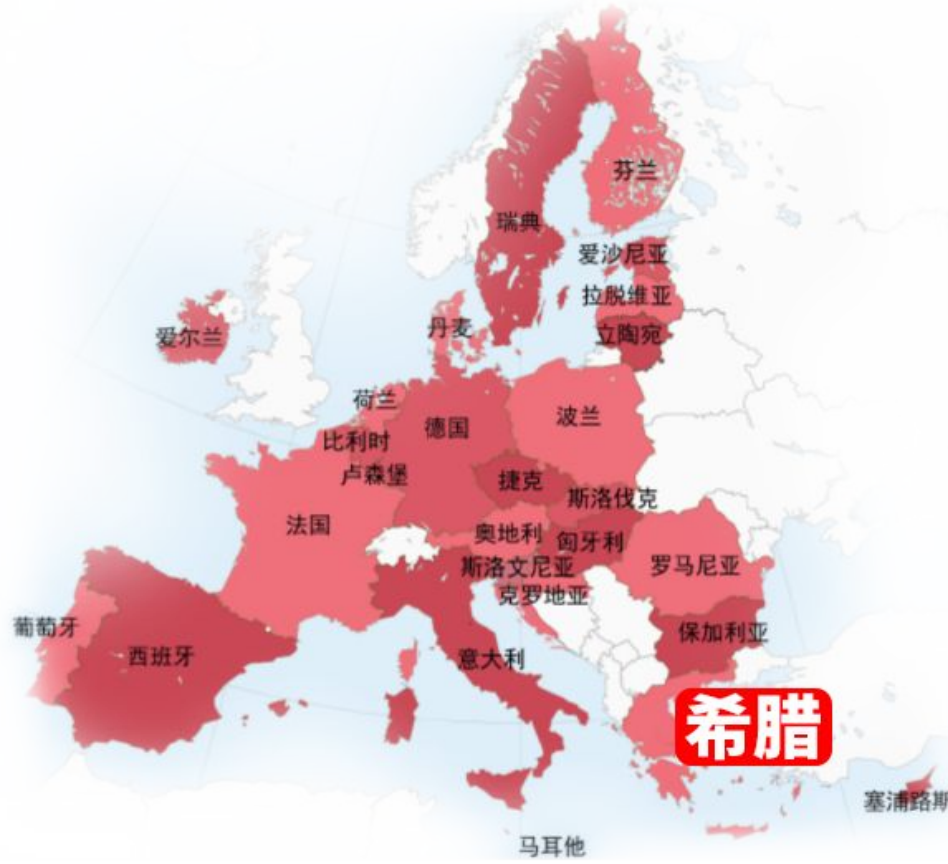 芬兰
瑞典
爱沙尼亚
拉脱维亚
丹麦
立陶宛
爱尔兰
荷兰
波兰
德国
比利时
卢森堡
捷克
斯洛伐克
法国
奥地利
匈牙利
斯洛文尼亚
罗马尼亚
克罗地亚
葡萄牙
保加利亚
西班牙
意大利
希腊
塞浦路斯
马耳他